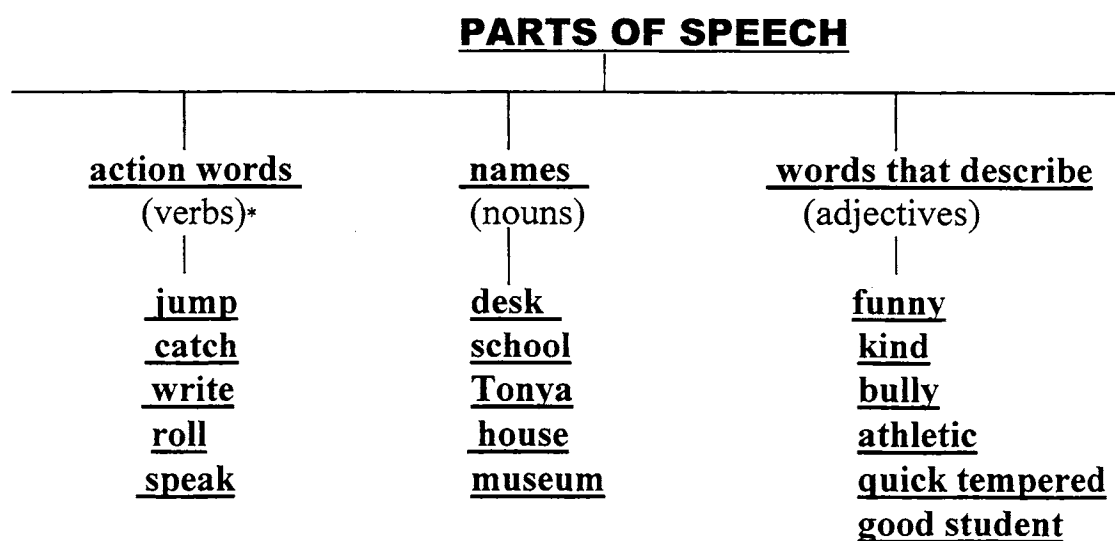 PARTS OF SPEECH
action words names words that describe
(verbs)* (nouns) (adjectives)
jump desk funny
catch school kind
write Tonya bully
roll house athletic
speak museum quick tempered
good student